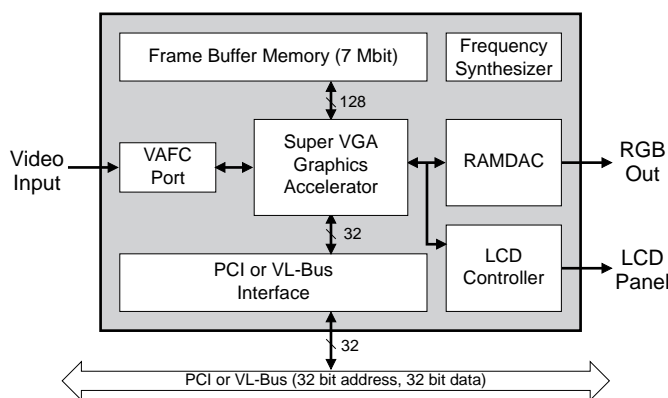 Frame Buffer Memory (7 Mbit)
Frequency
Synthesizer
128
Video
Input
VAFC
Port
Super VGA
Graphics
Accelerator
RAMDAC
RGB
Out
32
PCI or VL-Bus
Interface
LCD
Controller
LCD
Panel
32
PCI or VL-Bus (32 bit address, 32 bit data)